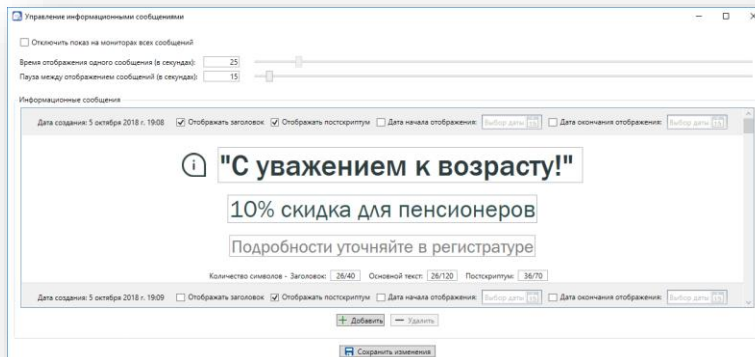 Управление информационными сообщениями
Отключить показ на мониторах всех сообщений
Время отображения одного сообщения (в секундах): 25
Пауза между отображением сообщений (в секундах): 15
Информационные сообщения
Дата создания: 5 октября 2018 г. 19:08 Отображать заголовок Отображать постскриптум Дата начала отображения: Выбор даты 15 Дата окончания отображения: Выбор даты 15
"С уважением к возрасту!"
10% скидка для пенсионеров
Подробности уточняйте в регистратуре
Количество символов - Заголовок: 26/40 Основной текст: 26/120 Постскриптум: 36/70
Дата создания: 5 октября 2018 г. 19:09 Отображать заголовок Отображать постскриптум Дата начала отображения: Выбор даты 15 Дата окончания отображения: Выбор даты 15
Добавить Удалить
Сохранить изменения